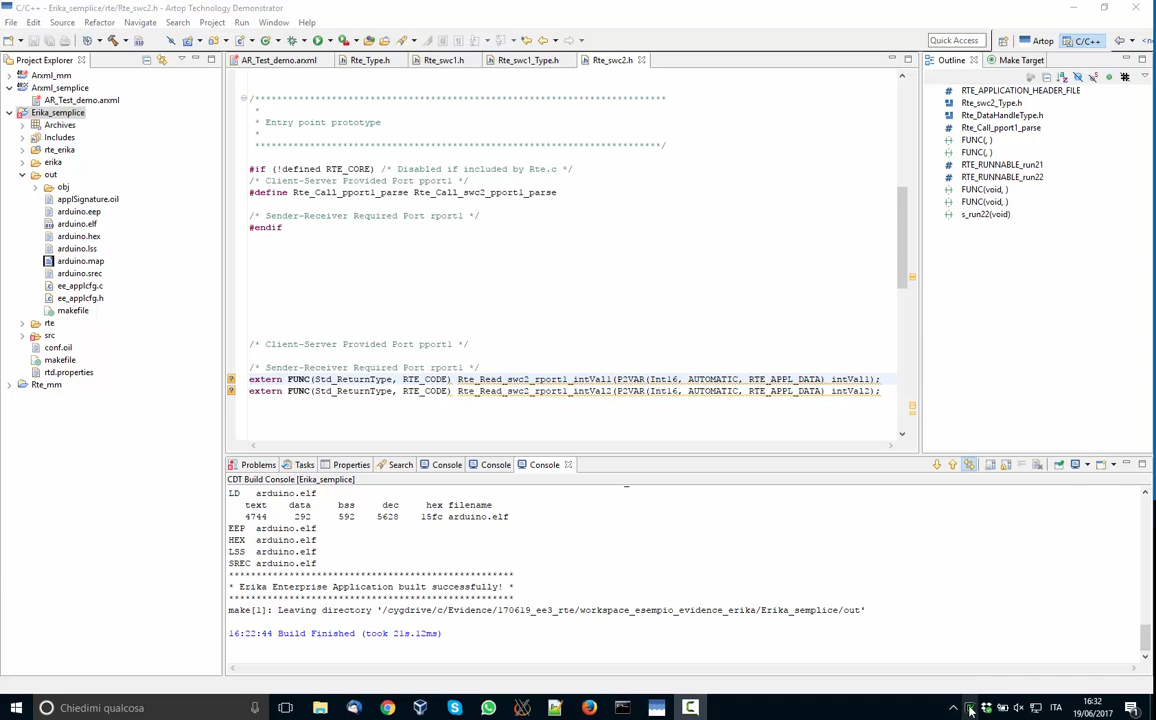 C/C++ - Erika_semplice/rte/Rte_swc2.h - Artop Technology Demonstrator
File Edit Source Refactor Navigate Search Project Run Window Help
Quick Access Artop C/C++
Project Explorer
Arxml_mm
Arxml_semplice
AR_Test_demo.arxml
Erika_semplice
Archives
Includes
rte_erika
erika
out
obj
applSignature.oil
arduino.eep
arduino.elf
arduino.hex
arduino.lss
arduino.map
arduino.srec
ee_applcfg.c
ee_applcfg.h
makefile
rte
src
conf.oil
makefile
rtd.properties
Rte_mm
AR_Test_demo.arxml Rte_Type.h Rte_swc1.h Rte_swc1_Type.h Rte_swc2.h
/***************************************************************************
*
* Entry point prototype
*
***************************************************************************/
#if (!defined RTE_CORE) /* Disabled if included by Rte.c */
/* Client-Server Provided Port pport1 */
#define Rte_Call_pport1_parse Rte_Call_swc2_pport1_parse
/* Sender-Receiver Required Port rport1 */
#endif
/* Client-Server Provided Port pport1 */
/* Sender-Receiver Required Port rport1 */
extern FUNC(Std_ReturnType, RTE_CODE) Rte_Read_swc2_rport1_intVal1(P2VAR(Int16, AUTOMATIC, RTE_APPL_DATA) intVal1);
extern FUNC(Std_ReturnType, RTE_CODE) Rte_Read_swc2_rport1_intVal2(P2VAR(Int16, AUTOMATIC, RTE_APPL_DATA) intVal2);
Outline Make Target
RTE_APPLICATION_HEADER_FILE
Rte_swc2_Type.h
Rte_DataHandleType.h
Rte_Call_pport1_parse
FUNC(, )
FUNC(, )
RTE_RUNNABLE_run21
RTE_RUNNABLE_run22
FUNC(void, )
FUNC(void, )
s_run22(void)
Problems Tasks Properties Search Console Console Console
CDT Build Console [Erika_semplice]
LD arduino.elf
text data bss dec hex filename
4744 292 592 5628 15fc arduino.elf
EEP arduino.elf
HEX arduino.elf
LSS arduino.elf
SREC arduino.elf
***************************************************
* Erika Enterprise Application built successfully! *
***************************************************
make[1]: Leaving directory '/cygdrive/c/Evidence/170619_ee3_rte/workspace_esempio_evidence_erika/Erika_semplice/out'
16:22:44 Build Finished (took 21s.12ms)
Chiedimi qualcosa
ITA
16:32
19/06/2017